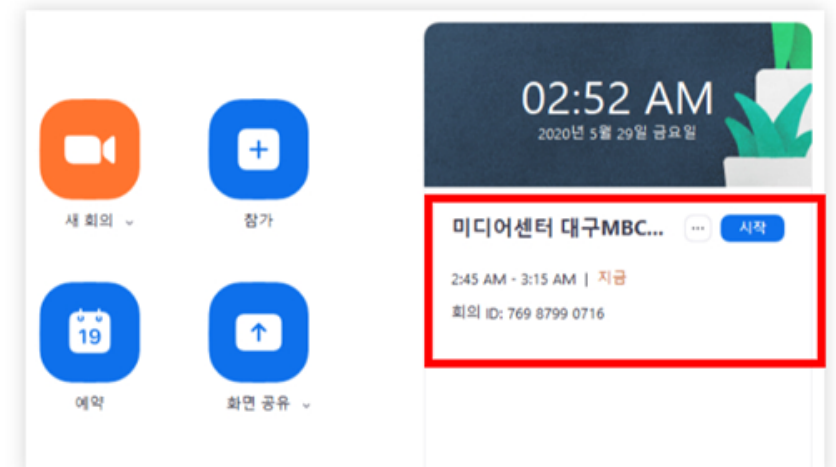 02:52 AM
2020년 5월 29일 금요일
새 회의
참가
미디어센터 대구MBC... ... 시작
2:45 AM - 3:15 AM | 지금
회의 ID: 769 8799 0716
19
예약
화면 공유